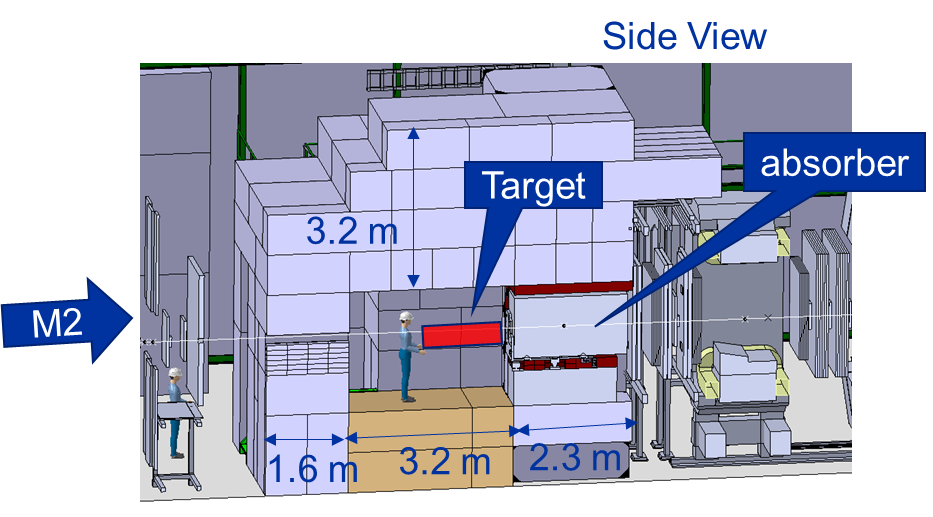 Side View
absorber
Target
3.2 m
M2
1.6 m
3.2 m
2.3 m